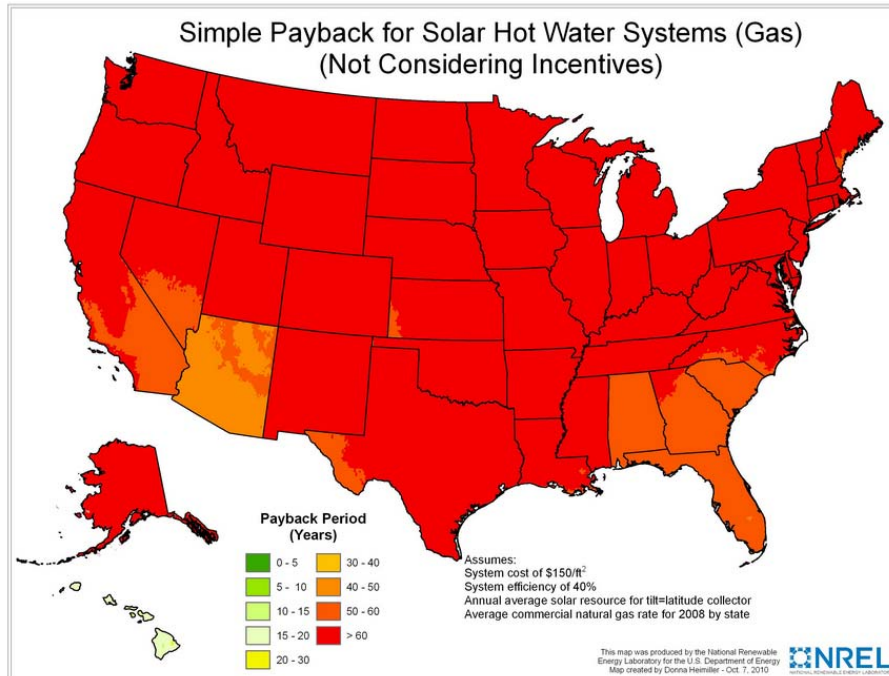 Simple Payback for Solar Hot Water Systems (Gas)
(Not Considering Incentives)
Payback Period
(Years)
0 - 5
5 - 10
10 - 15
15 - 20
20 - 30
30 - 40
40 - 50
50 - 60
> 60
Assumes:
System cost of $150/ft²
System efficiency of 40%
Annual average solar resource for tilt=latitude collector
Average commercial natural gas rate for 2008 by state
This map was produced by the National Renewable
Energy Laboratory for the U.S. Department of Energy
Map created by Donna Heimiller - Oct. 7, 2010
NREL
NATIONAL RENEWABLE ENERGY LABORATORY